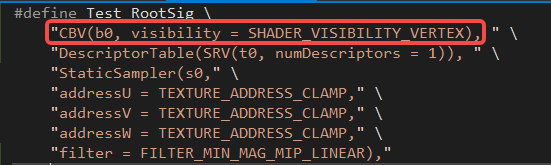 #define Test RootSig \
"CBV(b0, visibility = SHADER_VISIBILITY_VERTEX), " \
"DescriptorTable(SRV(t0, numDescriptors = 1)), " \
"StaticSampler(s0," \
"addressU = TEXTURE_ADDRESS_CLAMP," \
"addressV = TEXTURE_ADDRESS_CLAMP," \
"addressW = TEXTURE_ADDRESS_CLAMP," \
"filter = FILTER_MIN_MAG_MIP_LINEAR),"